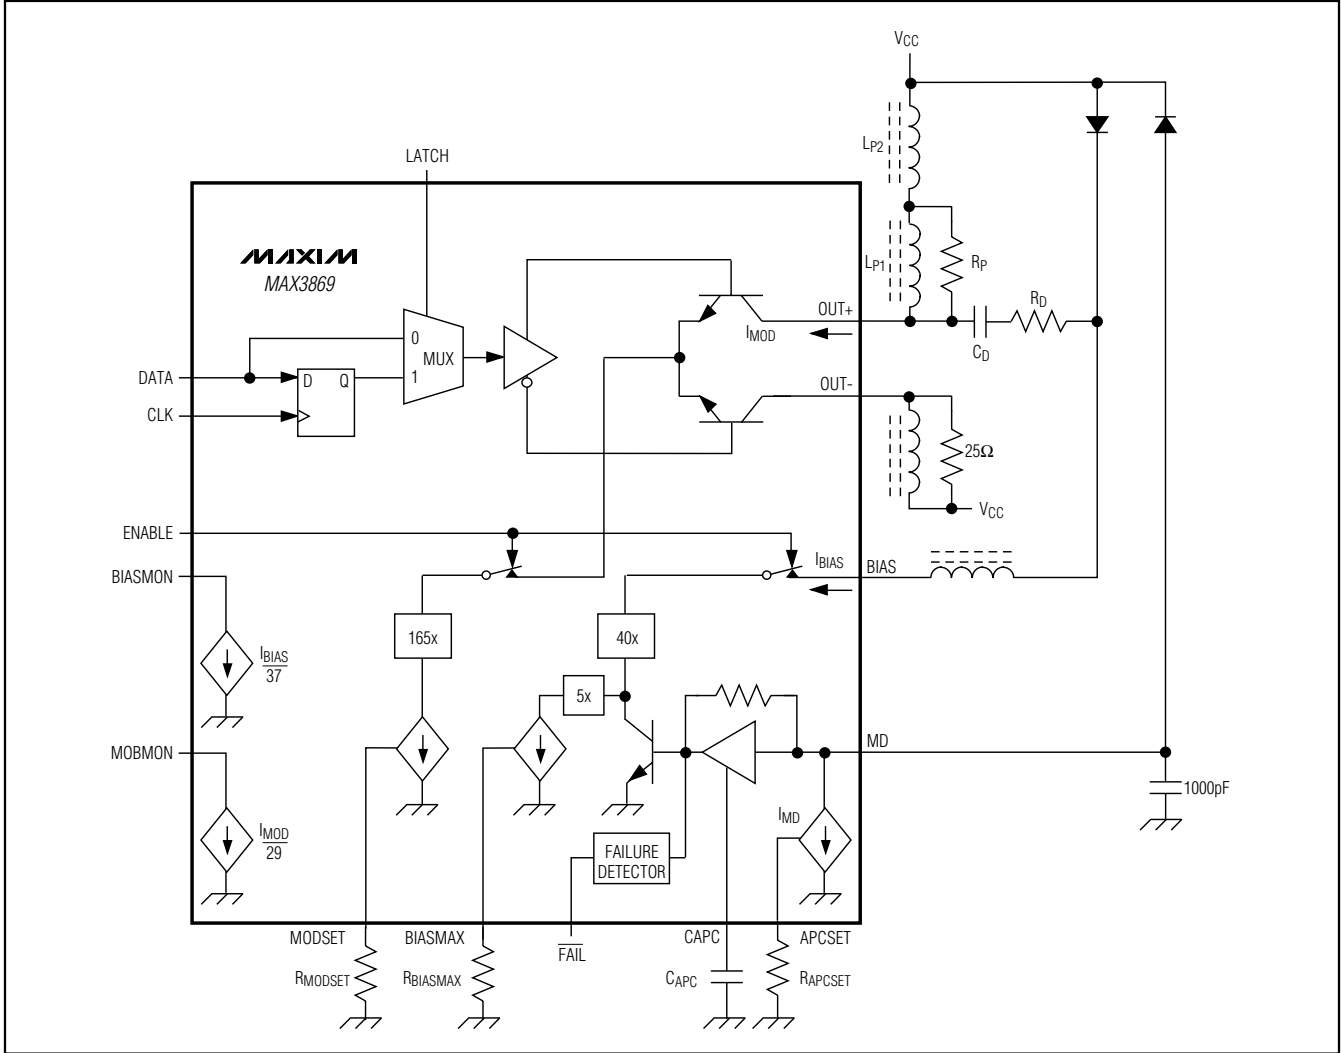 VCC
LP2
LATCH
MAXIM
MAX3869
LP1
RP
OUT+
RD
IMOD
CD
0
MUX
1
DATA
D Q
CLK
OUT-
25Ω
VCC
ENABLE
IBIAS
BIAS
BIASMON
165x
40x
IBIAS
37
5x
MOBMON
MD
1000pF
IMD
IMOD
29
FAILURE
DETECTOR
MODSET
BIASMAX
FAIL
CAPC
APCSET
RMODSET
RBIASMAX
CAPC
RAPCSET